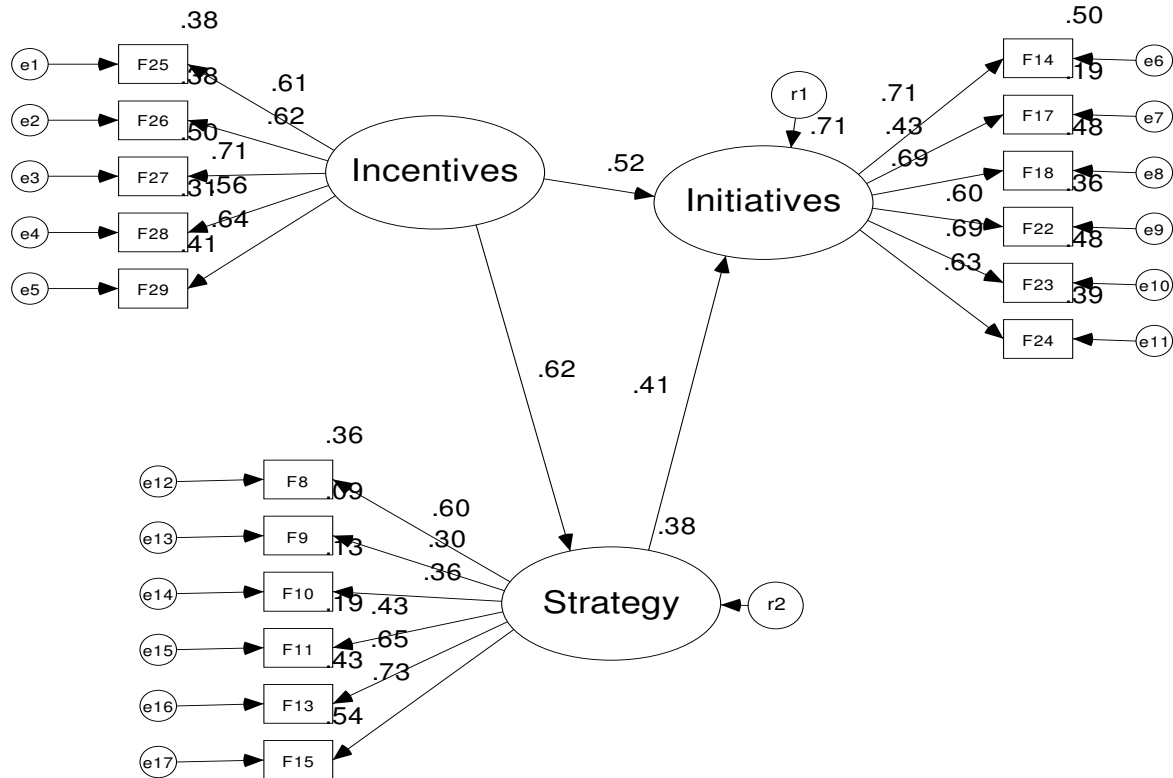 .38
e1
F25
.61
.38
e2
F26
.62
.50
e3
F27
.71
.31
e4
F28
.56
.41
e5
F29
.64
Incentives
.52
r1
.71
Initiatives
.50
.71
F14
e6
.19
.43
F17
e7
.48
.69
F18
e8
.36
.60
F22
e9
.48
.69
F23
e10
.39
.63
F24
e11
.62
.41
.36
e12
F8
.60
.09
e13
F9
.30
.13
e14
F10
.36
.19
e15
F11
.43
.43
e16
F13
.65
.54
e17
F15
.73
.38
Strategy
r2